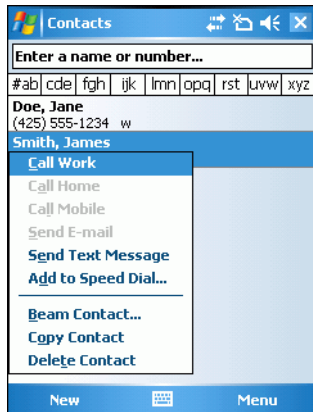 Contacts
Enter a name or number...
#ab cde fgh ijk lmn opq rst uvw xyz
Doe, Jane
(425) 555-1234 w
Smith, James
Call Work
Call Home
Call Mobile
Send E-mail
Send Text Message
Add to Speed Dial...
Beam Contact...
Copy Contact
Delete Contact
New Menu